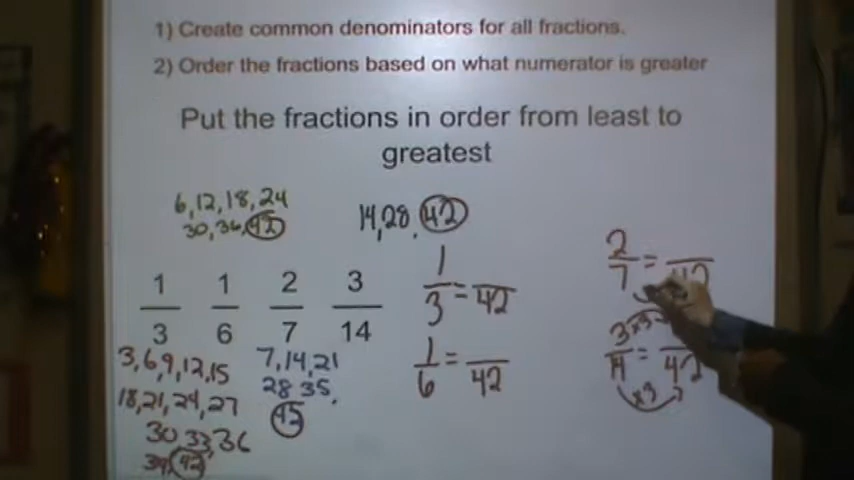 1) Create common denominators for all fractions.
2) Order the fractions based on what numerator is greater
Put the fractions in order from least to
greatest
6, 12, 18, 24
30, 36, 42
14, 28, 42
1/3 1/6 2/7 3/14
3, 6, 9, 12, 15
18, 21, 24, 27
30, 33, 36
39, 42
7, 14, 21
28 35,
1/3 = /42
1/6 = /42
2/7 = /42
3/14 = /42
x3
x3